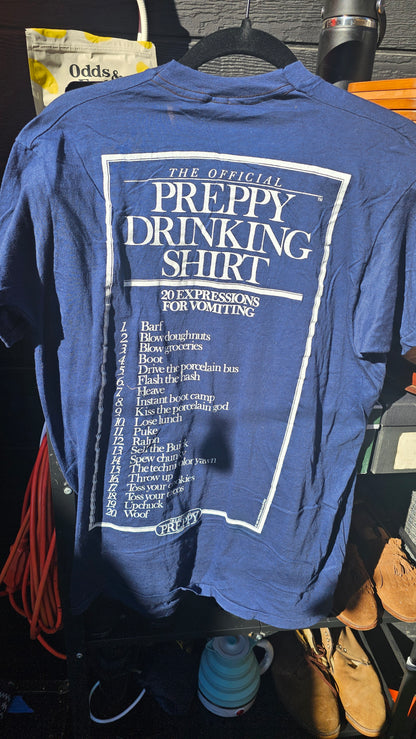 Odds &
THE OFFICIAL
PREPPY
DRINKING
SHIRT
TM
20 EXPRESSIONS
FOR VOMITING
1. Barf
2. Blow doughnuts
3. Blow groceries
4. Boot
5. Drive the porcelain bus
6. Flash the hash
7. Heave
8. Instant boot camp
9. Kiss the porcelain god
10. Lose lunch
11. Puke
12. Ralph
13. Sell the Buick
14. Spew chunks
15. The technicolor yawn
16. Throw up
17. Toss your cookies
18. Toss your tacos
19. Upchuck
20. Woof
PREPPY